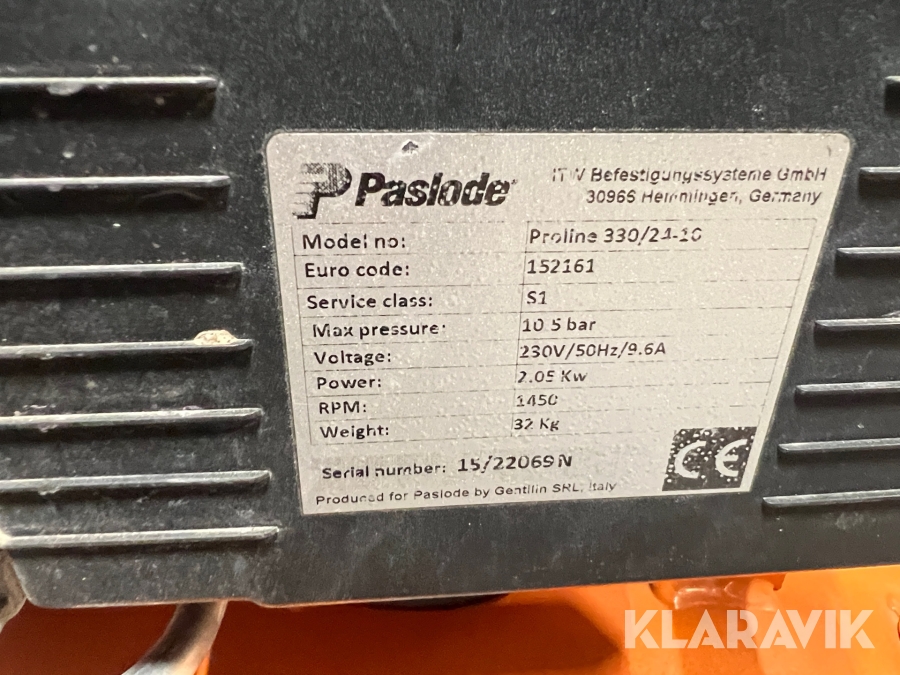 Paslode
ITW Befestigungssysteme GmbH
30966 Hemmingen, Germany
Model no: Proline 330/24-10
Euro code: 152161
Service class: S1
Max pressure: 10.5 bar
Voltage: 230V/50Hz/9.6A
Power: 2.05 Kw
RPM: 1450
Weight: 32 Kg
Serial number: 15/22069N
CE
Produced for Paslode by Gentilin SRL, Italy
KLARAVIK